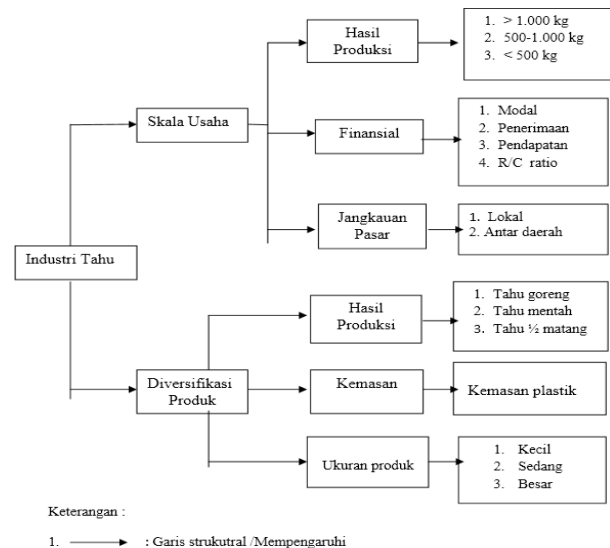 Hasil
Produksi
1. > 1.000 kg
2. 500-1.000 kg
3. < 500 kg
Skala Usaha
Finansial
1. Modal
2. Penerimaan
3. Pendapatan
4. R/C ratio
Jangkauan
Pasar
1. Lokal
2. Antar daerah
Industri Tahu
Hasil
Produksi
1. Tahu goreng
2. Tahu mentah
3. Tahu ½ matang
Diversifikasi
Produk
Kemasan
Kemasan plastik
Ukuran produk
1. Kecil
2. Sedang
3. Besar
Keterangan :
1. : Garis strukutral /Mempengaruhi